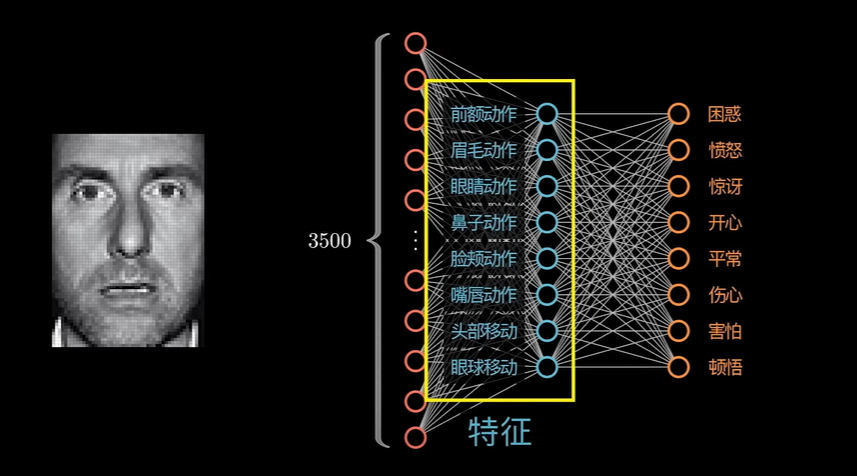 3500
前额动作
眉毛动作
眼睛动作
鼻子动作
脸颊动作
嘴唇动作
头部移动
眼球移动
特征
困惑
愤怒
惊讶
开心
平常
伤心
害怕
顿悟